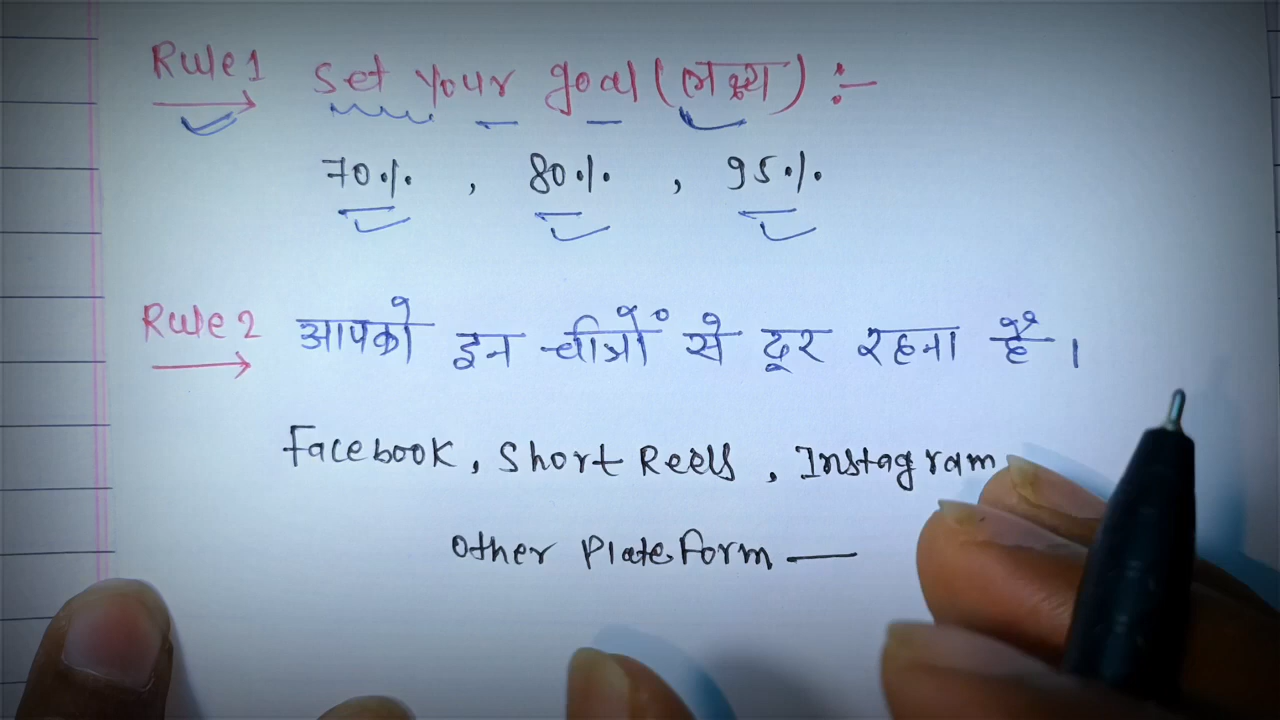 Rule 1 Set Your goal (लक्ष्य) :-
70% , 80% , 95%
Rule 2 आपको इन चीजों से दूर रहना है ।
Facebook, Short Reels, Instagram
Other Plateform —